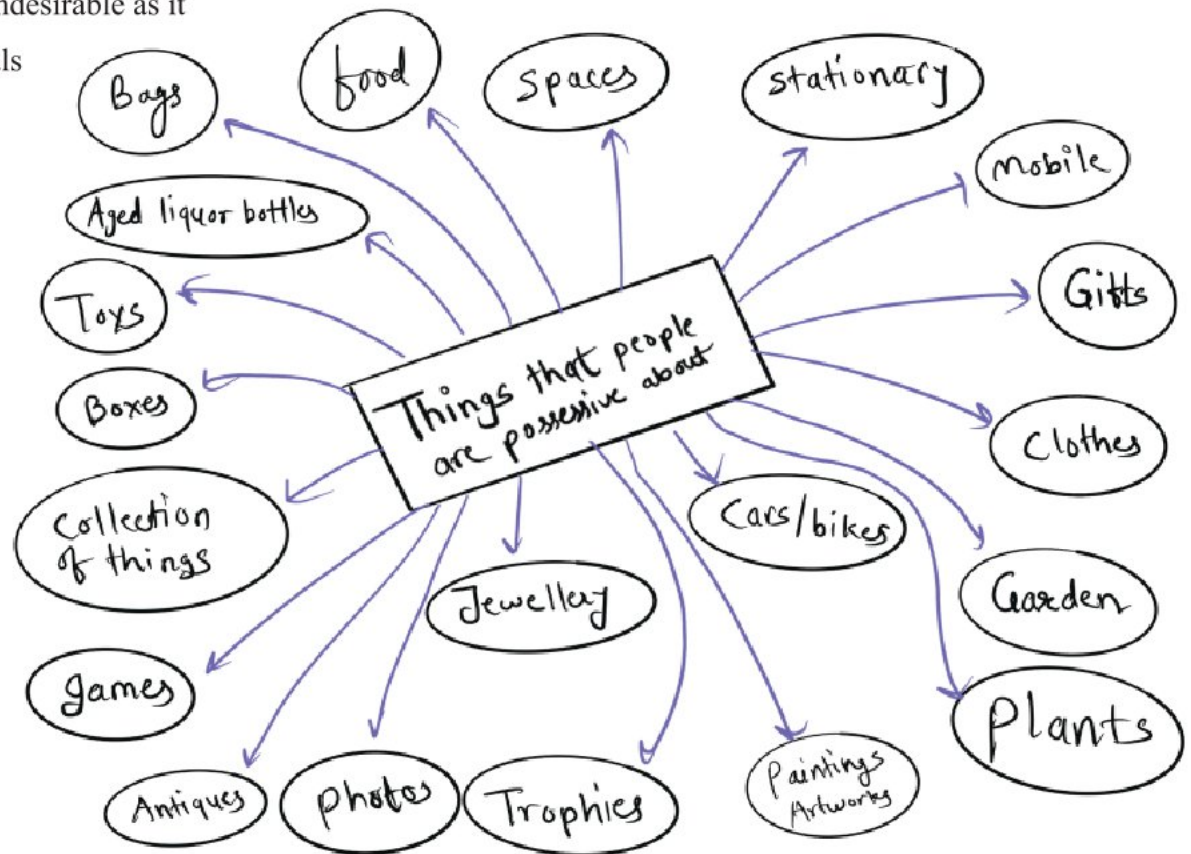 ndesirable as it
ls
Bags
food
spaces
stationary
Mobile
Aged liquor bottles
Toys
Gifts
Boxes
Things that people
are possessive about
Clothes
Collection
of things
Cars/bikes
Jewellery
Garden
games
Plants
Antiques
photos
Trophies
Paintings
Artworks